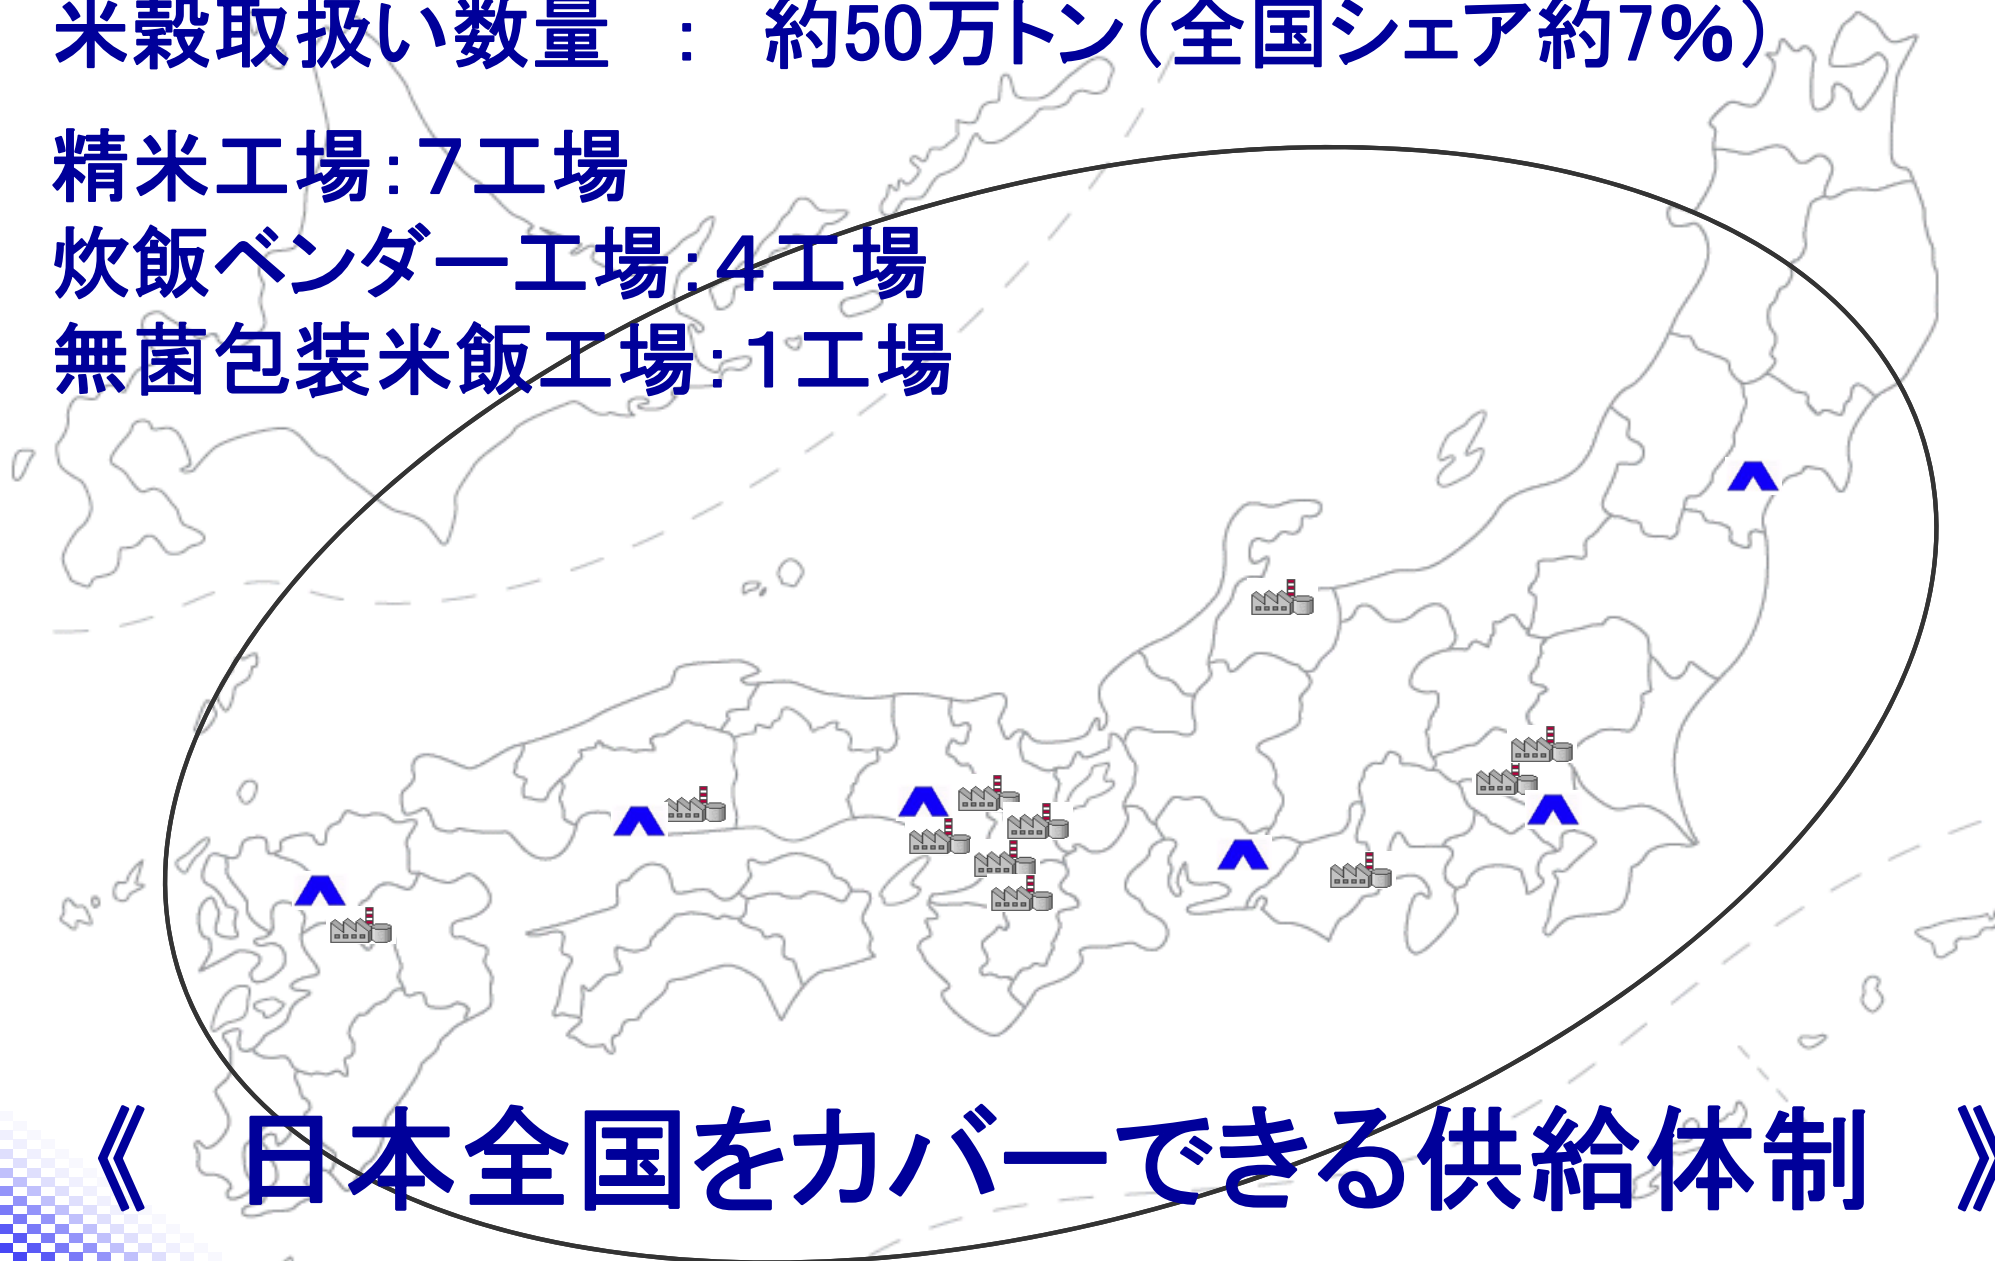 米穀取扱い数量　：　約50万トン（全国シェア約7%）
精米工場：7工場
炊飯ベンダー工場：4工場
無菌包装米飯工場：1工場
《　日本全国をカバーできる供給体制　》